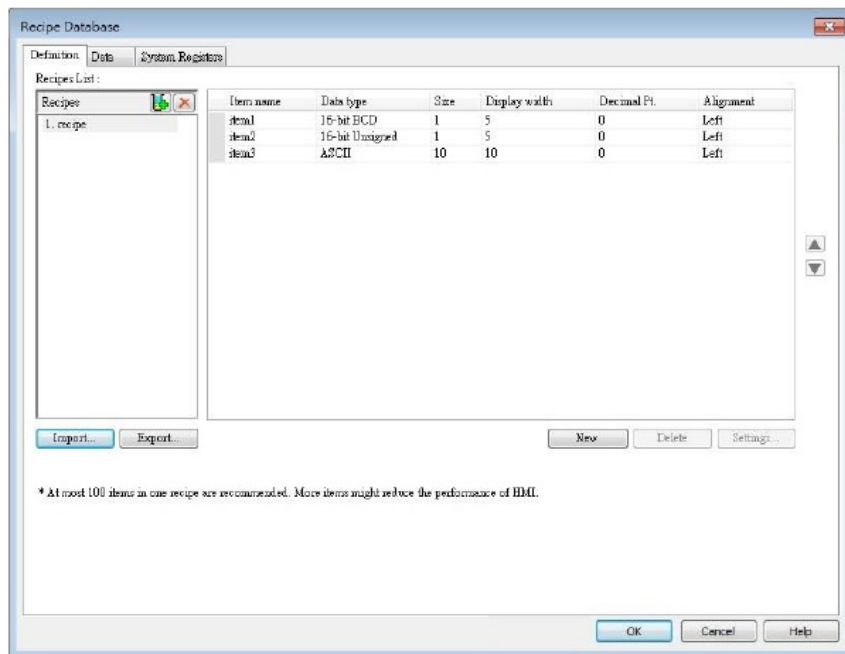 Recipe Database
Definition Data System Registers
Recipes List :
Recipes
Item name Data type Size Display width Decimal Pt. Alignment
1. recipe
item1 16-bit BCD 1 5 0 Left
item2 16-bit Unsigned 1 5 0 Left
item3 ASCII 10 10 0 Left
Import... Export... New Delete Settings...
* At most 100 items in one recipe are recommended. More items might reduce the performance of HMI.
OK Cancel Help